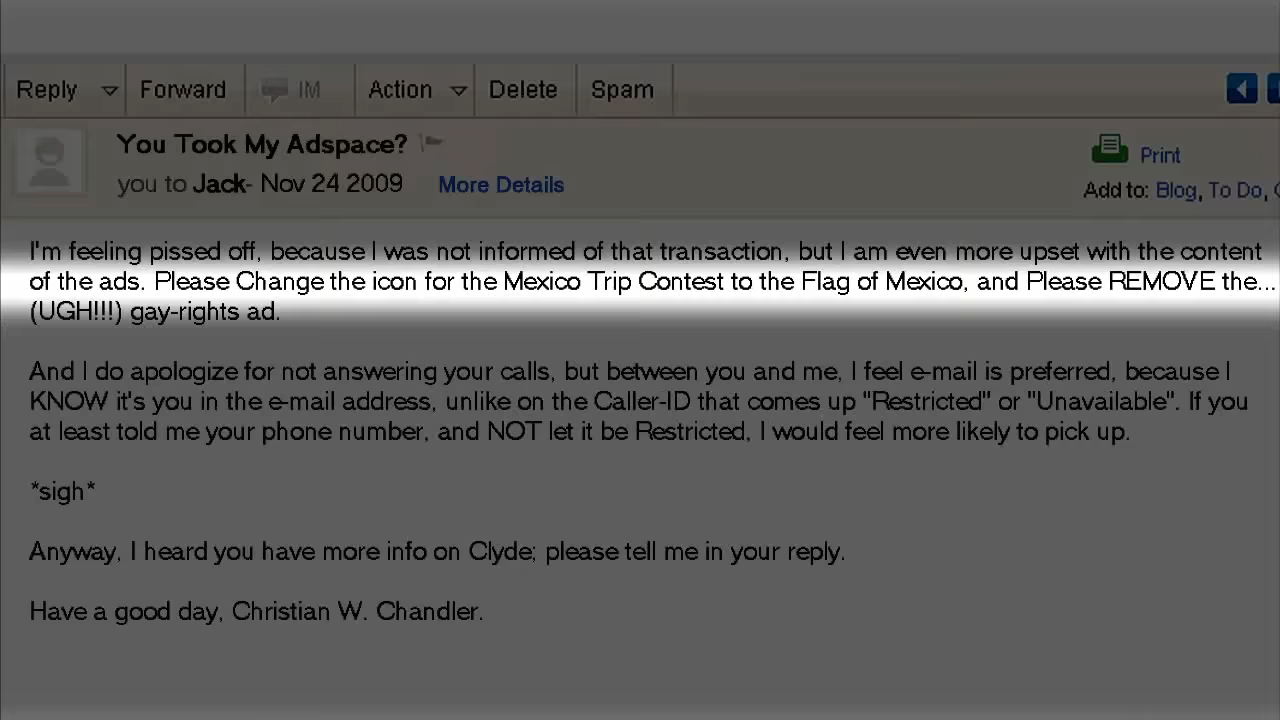 Reply Forward IM Action Delete Spam
You Took My Adspace?
you to Jack- Nov 24 2009 More Details
Print
Add to: Blog, To Do,
I'm feeling pissed off, because I was not informed of that transaction, but I am even more upset with the content
of the ads. Please Change the icon for the Mexico Trip Contest to the Flag of Mexico, and Please REMOVE the...
(UGH!!!) gay-rights ad.
And I do apologize for not answering your calls, but between you and me, I feel e-mail is preferred, because I
KNOW it's you in the e-mail address, unlike on the Caller-ID that comes up "Restricted" or "Unavailable". If you
at least told me your phone number, and NOT let it be Restricted, I would feel more likely to pick up.
*sigh*
Anyway, I heard you have more info on Clyde; please tell me in your reply.
Have a good day, Christian W. Chandler.